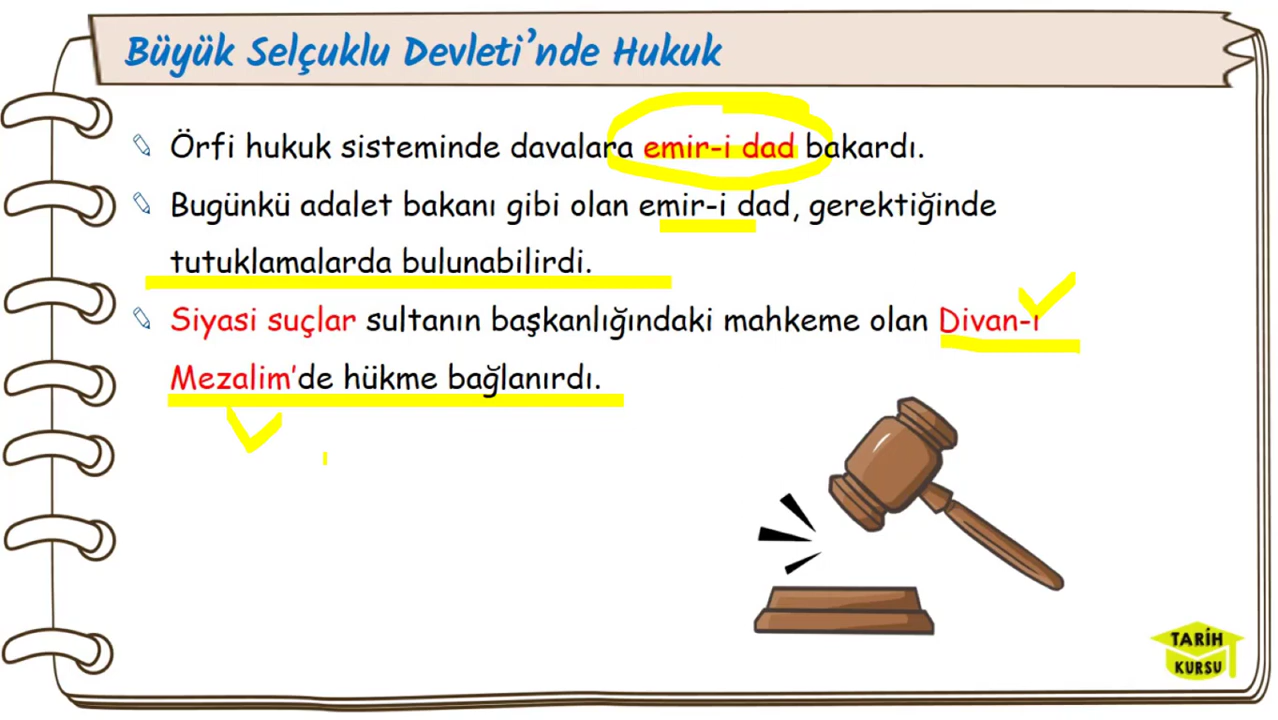 Büyük Selçuklu Devleti’nde Hukuk
Örfi hukuk sisteminde davalara emir-i dad bakardı.
Bugünkü adalet bakanı gibi olan emir-i dad, gerektiğinde
tutuklamalarda bulunabilirdi.
Siyasi suçlar sultanın başkanlığındaki mahkeme olan Divan-ı
Mezalim’de hükme bağlanırdı.
TARİH
KURSU